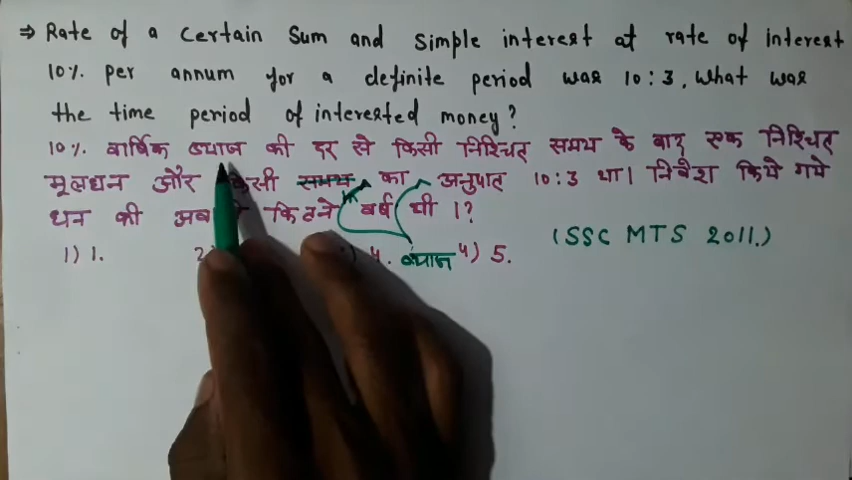 ⇒ Rate of a certain sum and simple interest at rate of interest
10% per annum for a definite period was 10:3. What was
the time period of interested money?
10% वार्षिक ब्याज की दर से किसी निश्चित समय के बाद एक निश्चित
मूलधन और किसी समय का अनुपात 10:3 था। निवेश किये गये
धन की अव कितने वर्ष थी ।?
1) 1. 4. ब्याज 4) 5.
(SSC MTS 2011.)